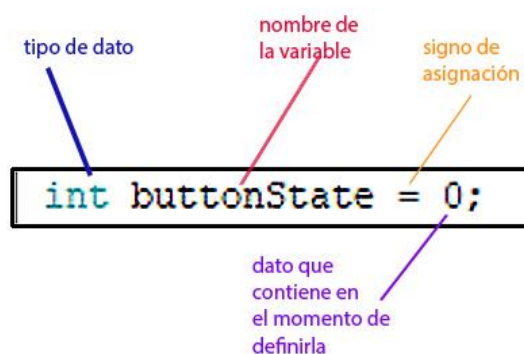 tipo de dato
nombre de
la variable
signo de
asignación
int buttonState = 0;
dato que
contiene en
el momento de
definirla